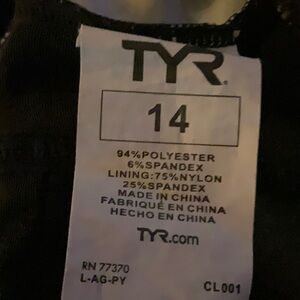 TYR
14
94%POLYESTER
6%SPANDEX
LINING:75%NYLON
25%SPANDEX
MADE IN CHINA
FABRIQUÉ EN CHINA
HECHO EN CHINA
TYR.com
RN 77370
L-AG-PY
CL001